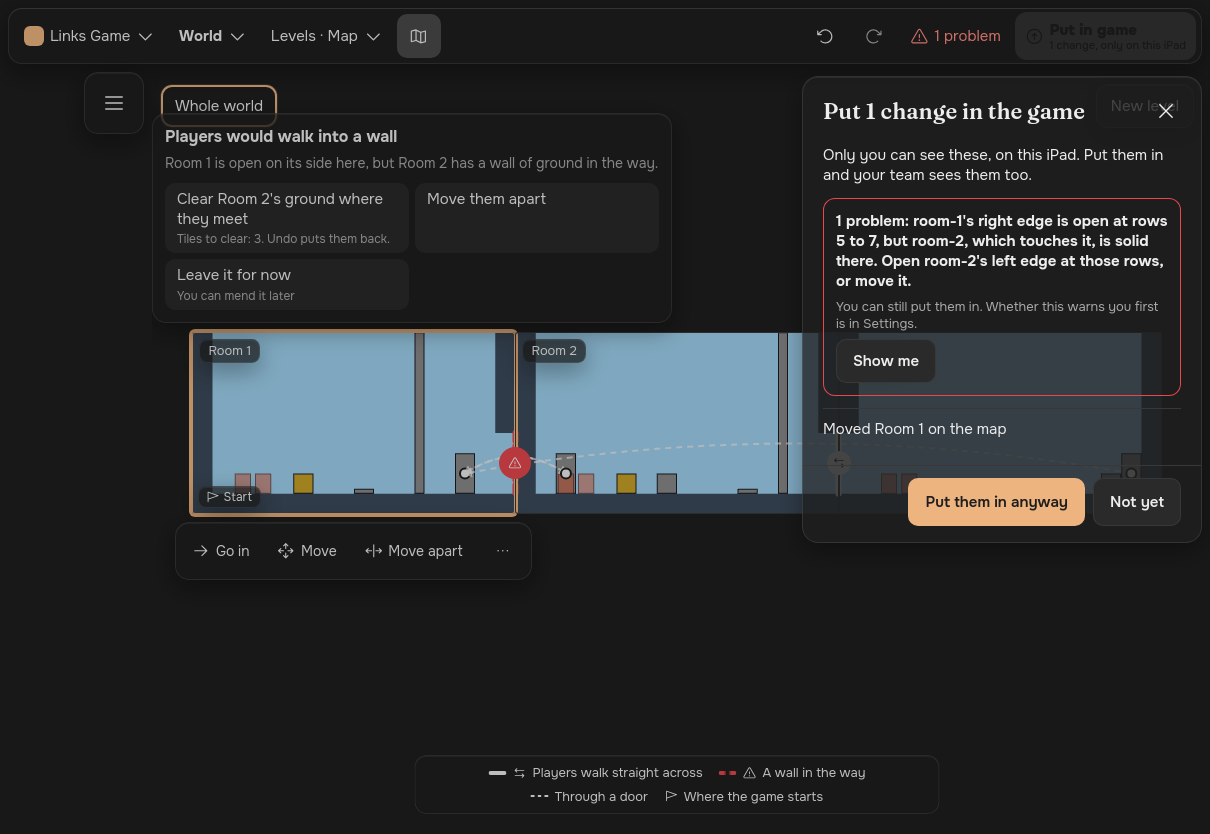 Links Game
World
Levels · Map
1 problem
Put in game
1 change, only on this iPad
Whole world
New level
Players would walk into a wall
Room 1 is open on its side here, but Room 2 has a wall of ground in the way.
Clear Room 2's ground where
they meet
Tiles to clear: 3. Undo puts them back.
Move them apart
Leave it for now
You can mend it later
Put 1 change in the game
Only you can see these, on this iPad. Put them in
and your team sees them too.
1 problem: room-1's right edge is open at rows
5 to 7, but room-2, which touches it, is solid
there. Open room-2's left edge at those rows,
or move it.
You can still put them in. Whether this warns you first
is in Settings.
Show me
Moved Room 1 on the map
Put them in anyway
Not yet
Room 1
Room 2
Start
Go in
Move
Move apart
Players walk straight across
A wall in the way
Through a door
Where the game starts